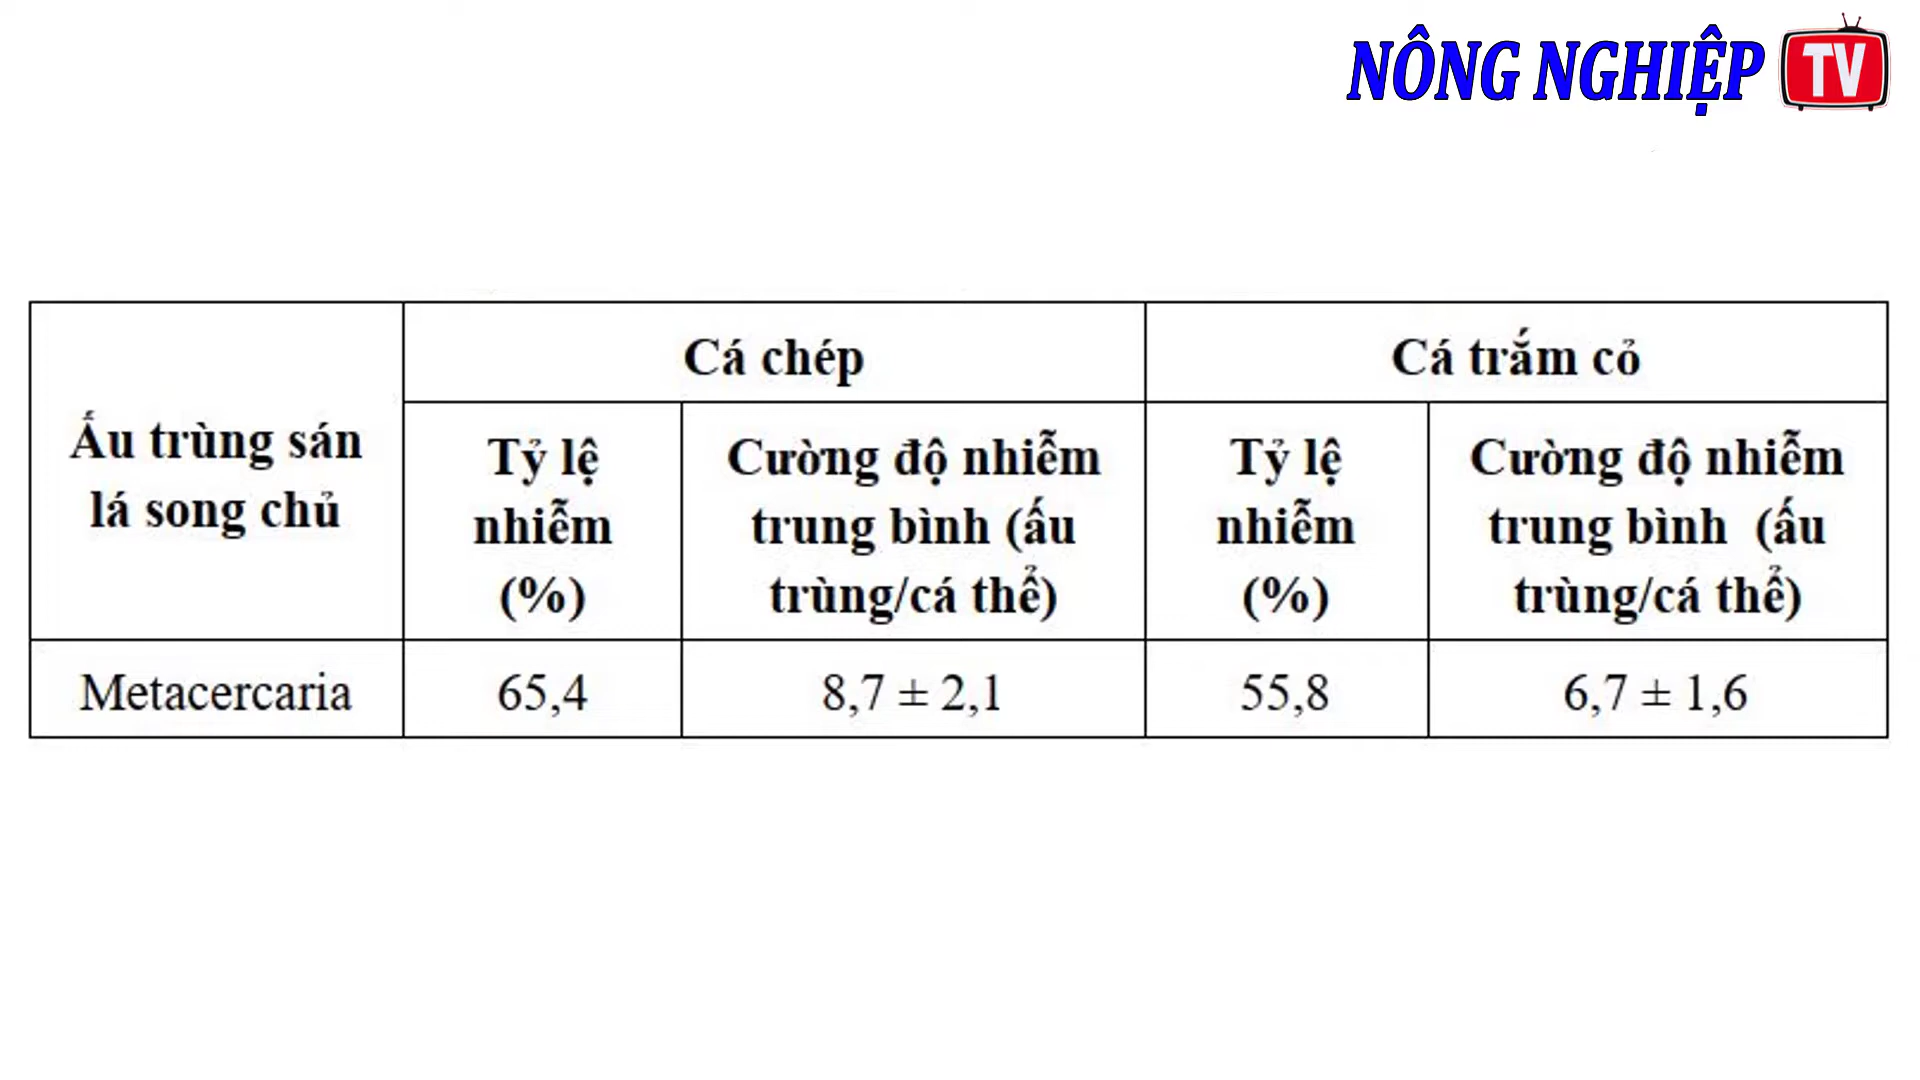 NÔNG NGHIỆP TV
Cá chép
Cá trắm cỏ
Ấu trùng sán
lá song chủ
Tỷ lệ
nhiễm
(%)
Cường độ nhiễm
trung bình (ấu
trùng/cá thể)
Tỷ lệ
nhiễm
(%)
Cường độ nhiễm
trung bình (ấu
trùng/cá thể)
Metacercaria 65,4 8,7 ± 2,1 55,8 6,7 ± 1,6